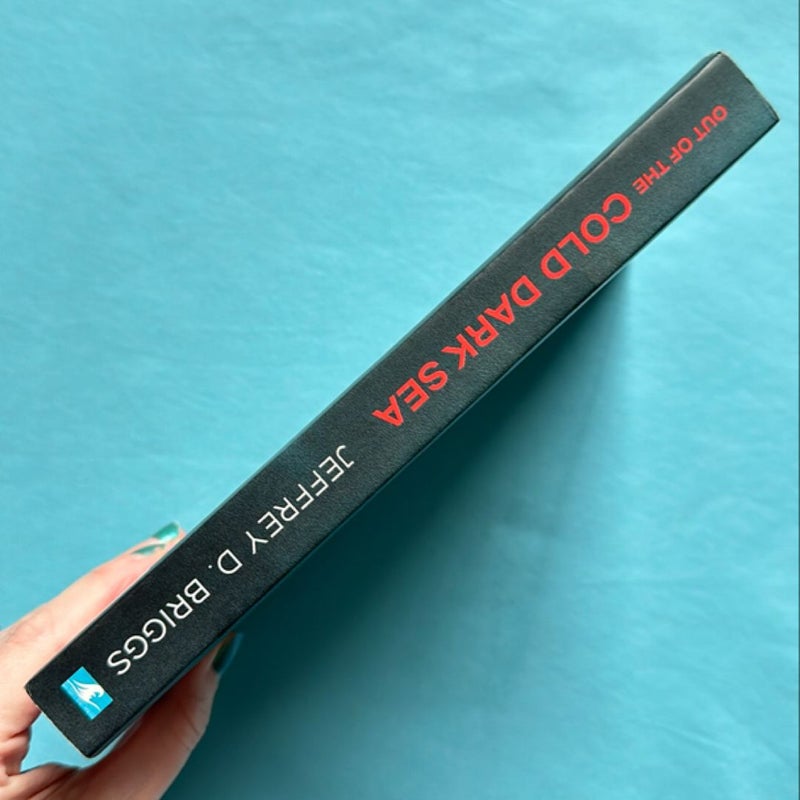 OUT OF THE COLD DARK SEA
JEFFREY D. BRIGGS